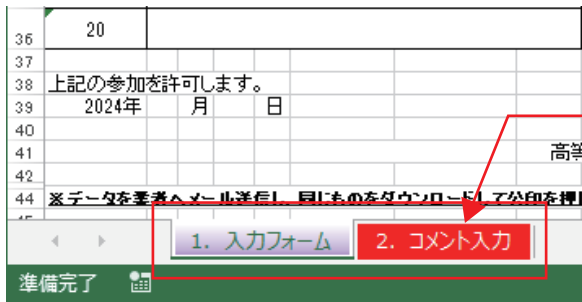 36 20
37
38 上記の参加を許可します。
39 2024年 月 日
40
41 高等
42
44 ※データを業者へメール送信し、同じものをダウンロードして公印を押
1. 入力フォーム 2. コメント入力
準備完了